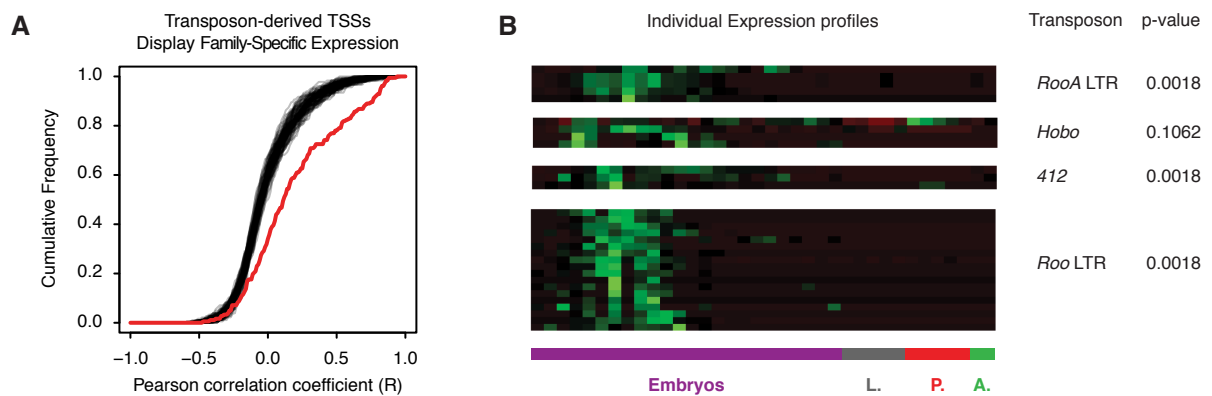 A
Transposon-derived TSSs
Display Family-Specific Expression
1.0
0.8
0.6
0.4
0.2
0.0
Cumulative Frequency
−1.0 −0.5 0.0 0.5 1.0
Pearson correlation coefficient (R)
B
Individual Expression profiles
Transposon p-value
RooA LTR 0.0018
Hobo 0.1062
412 0.0018
Roo LTR 0.0018
Embryos L. P. A.